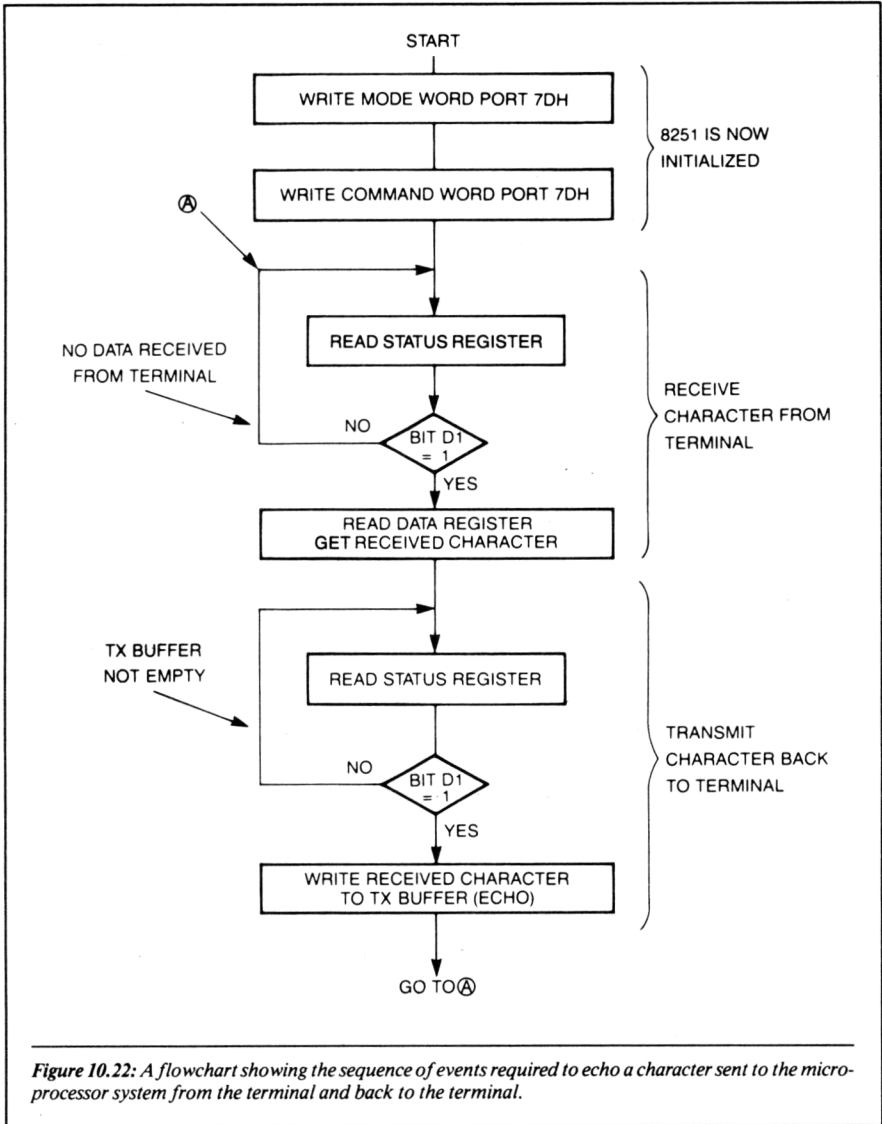 START
WRITE MODE WORD PORT 7DH
8251 IS NOW
INITIALIZED
WRITE COMMAND WORD PORT 7DH
Ⓐ
READ STATUS REGISTER
NO DATA RECEIVED
FROM TERMINAL
RECEIVE
CHARACTER FROM
TERMINAL
NO
BIT D1
= 1
YES
READ DATA REGISTER
GET RECEIVED CHARACTER
TX BUFFER
NOT EMPTY
READ STATUS REGISTER
TRANSMIT
CHARACTER BACK
TO TERMINAL
NO
BIT D1
= 1
YES
WRITE RECEIVED CHARACTER
TO TX BUFFER (ECHO)
GO TO Ⓐ
Figure 10.22: A flowchart showing the sequence of events required to echo a character sent to the micro-
processor system from the terminal and back to the terminal.